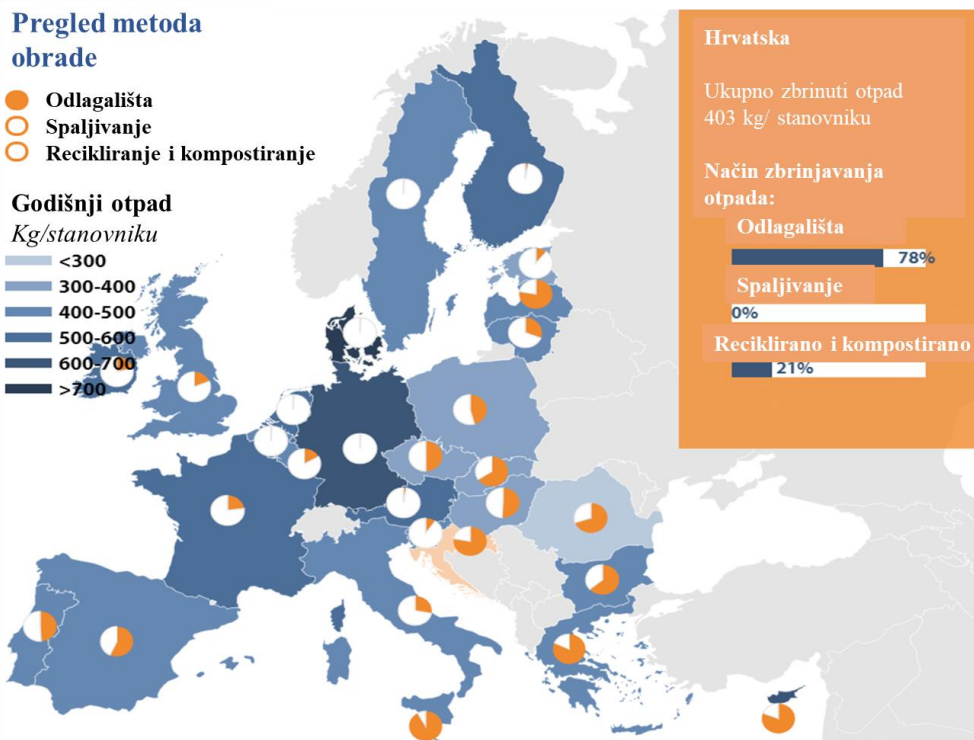 Pregled metoda
obrade
Odlagališta
Spaljivanje
Recikliranje i kompostiranje
Godišnji otpad
Kg/stanovniku
<300
300-400
400-500
500-600
600-700
>700
Hrvatska
Ukupno zbrinuti otpad
403 kg/ stanovniku
Način zbrinjavanja
otpada:
Odlagališta
78%
Spaljivanje
0%
Reciklirano i kompostirano
21%